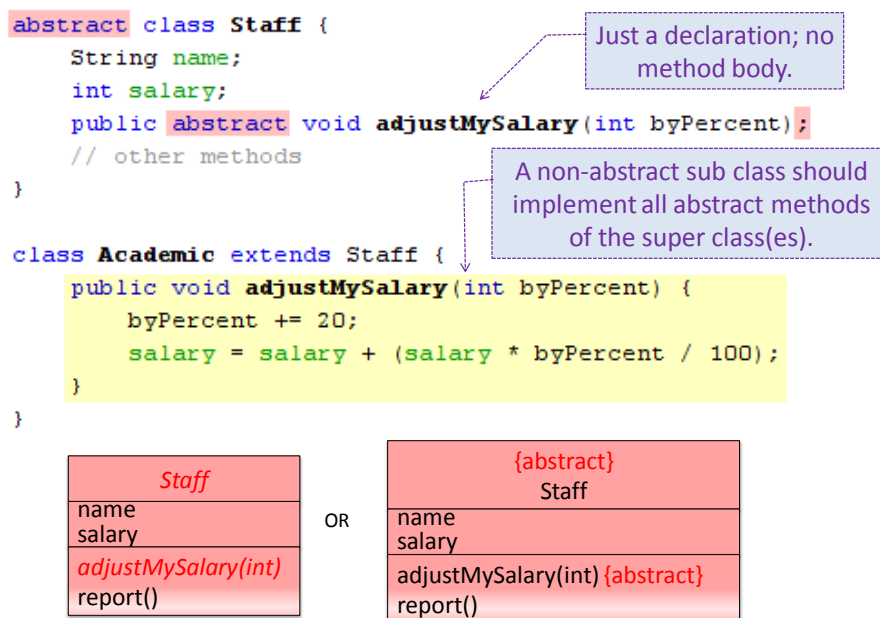 abstract class Staff {
String name;
int salary;
public abstract void adjustMySalary(int byPercent);
// other methods
}
Just a declaration; no
method body.
A non-abstract sub class should
implement all abstract methods
of the super class(es).
class Academic extends Staff {
public void adjustMySalary(int byPercent) {
byPercent += 20;
salary = salary + (salary * byPercent / 100);
}
}
Staff
name
salary
adjustMySalary(int)
report()
OR
{abstract}
Staff
name
salary
adjustMySalary(int) {abstract}
report()